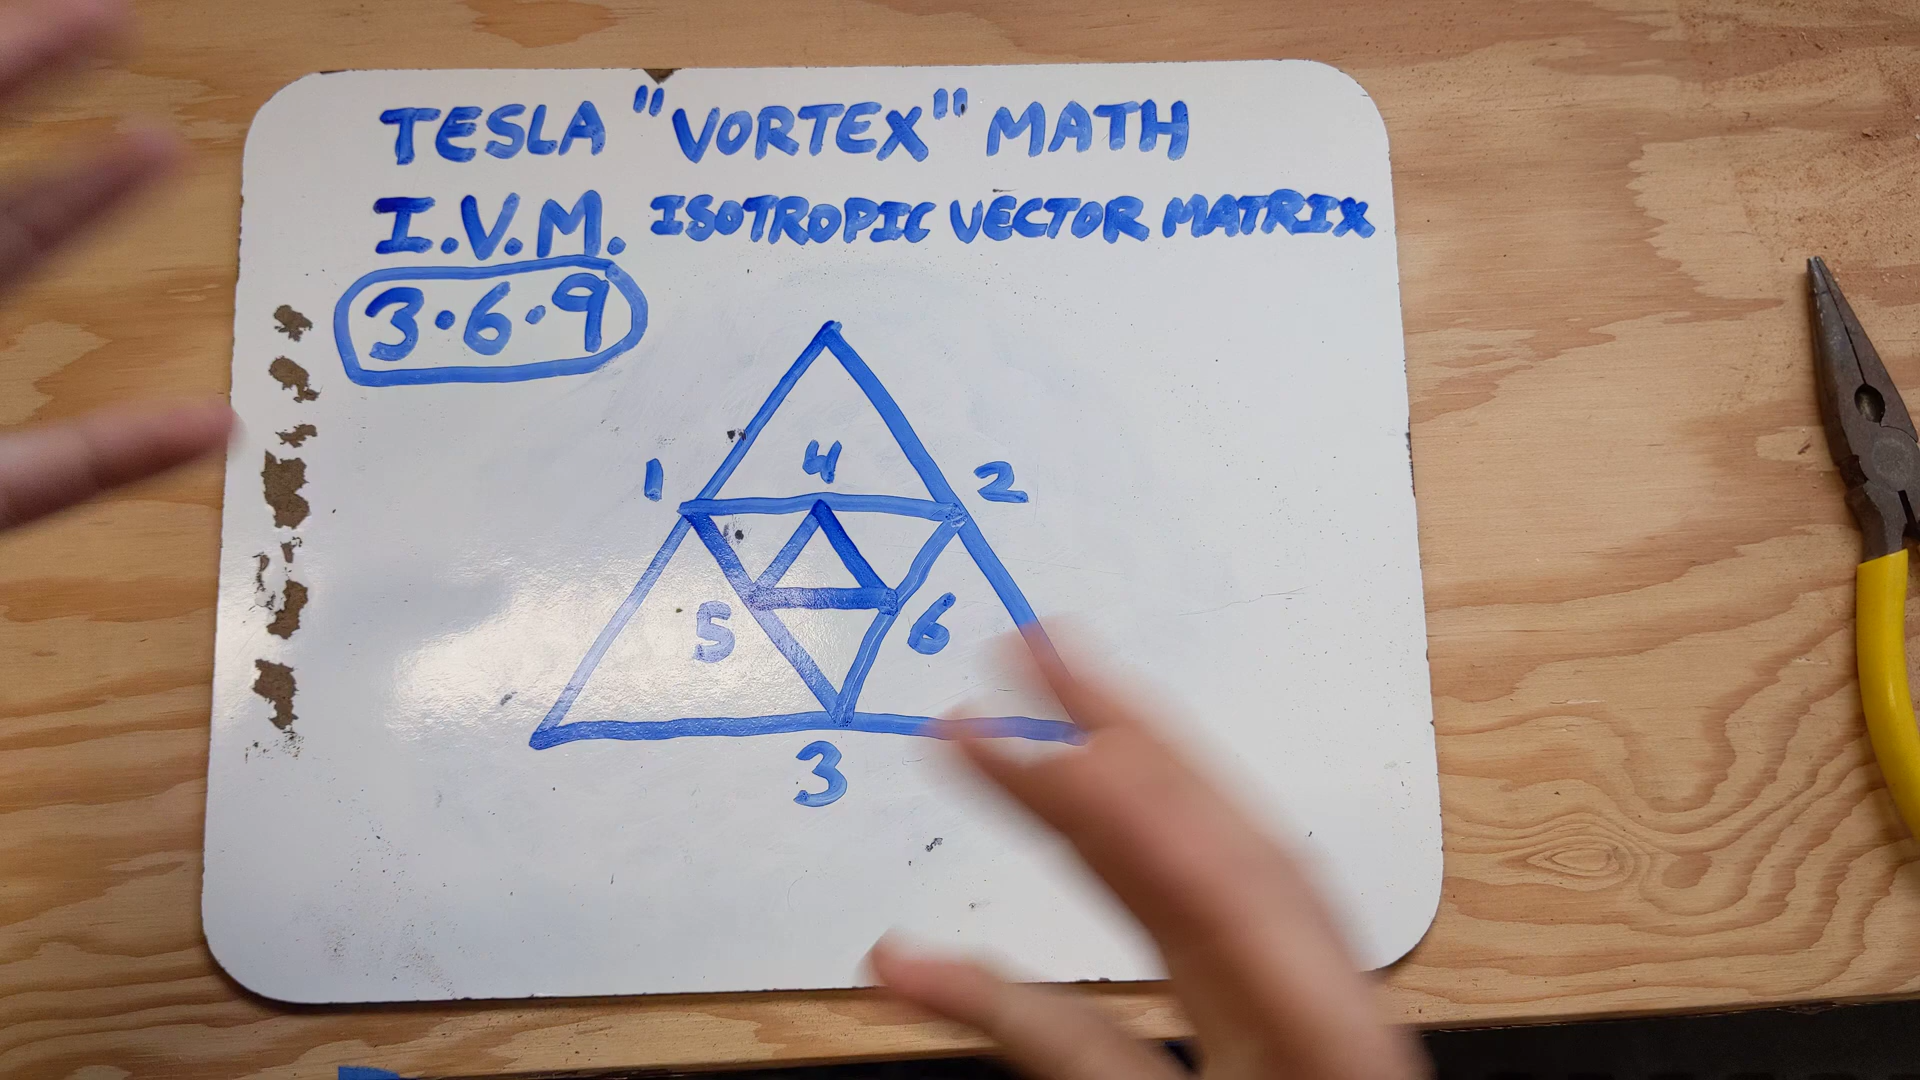 TESLA "VORTEX" MATH
I.V.M. ISOTROPIC VECTOR MATRIX
3·6·9
1 4 2
5 6
3